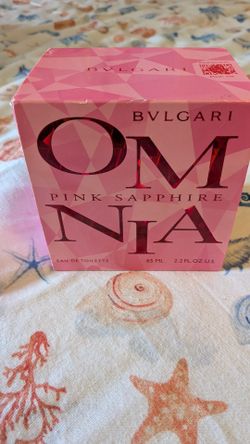 BVLGARI
BVLGARI
OM
PINK SAPPHIRE
NIA
EAU DE TOILETTE 65 ML 2.2 FL.OZ.U.S.